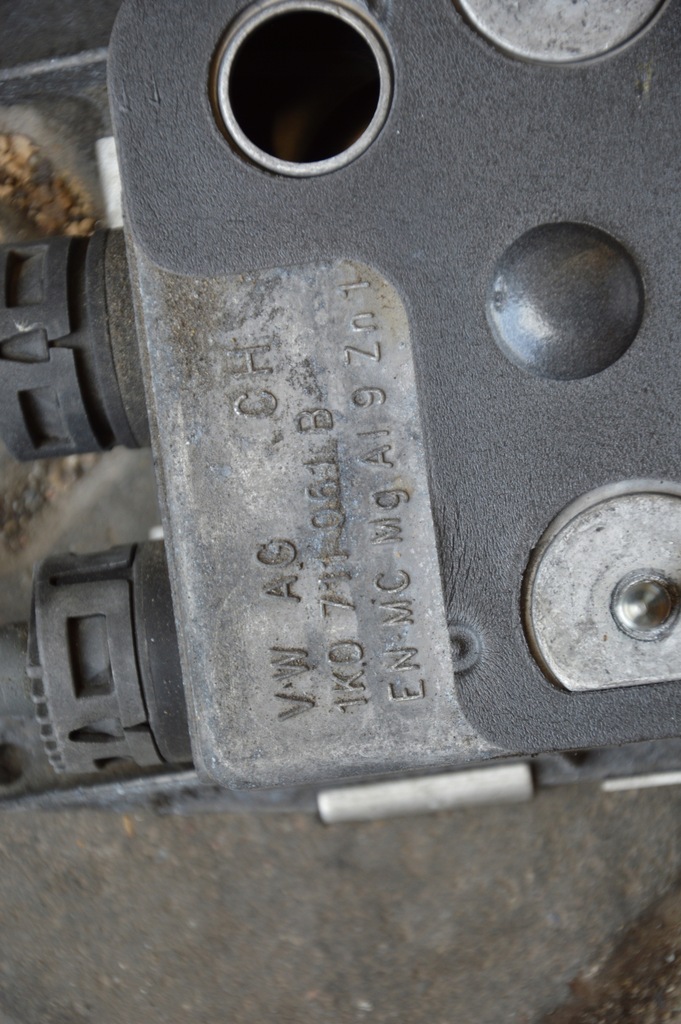 VW AG CH
1K0 711 061 B
EN-MC Mg Al 9 Zn 1